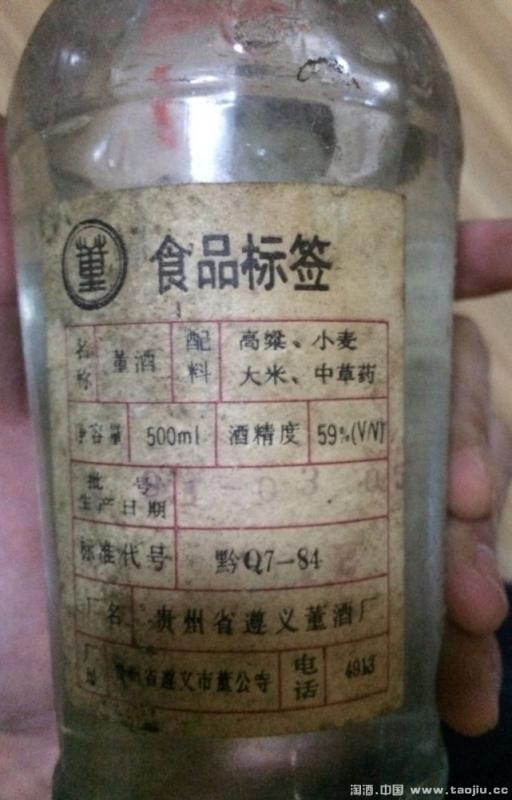 董 食品标签
名称 董酒 配料 高粱、小麦
大米、中草药
净容量 500ml 酒精度 59%(V/V)
批号
生产日期
标准代号 黔Q7-84
厂名 贵州省遵义董酒厂
厂址 贵州省遵义市董公寺 电话 4913
淘酒.中国 www.taojiu.cc